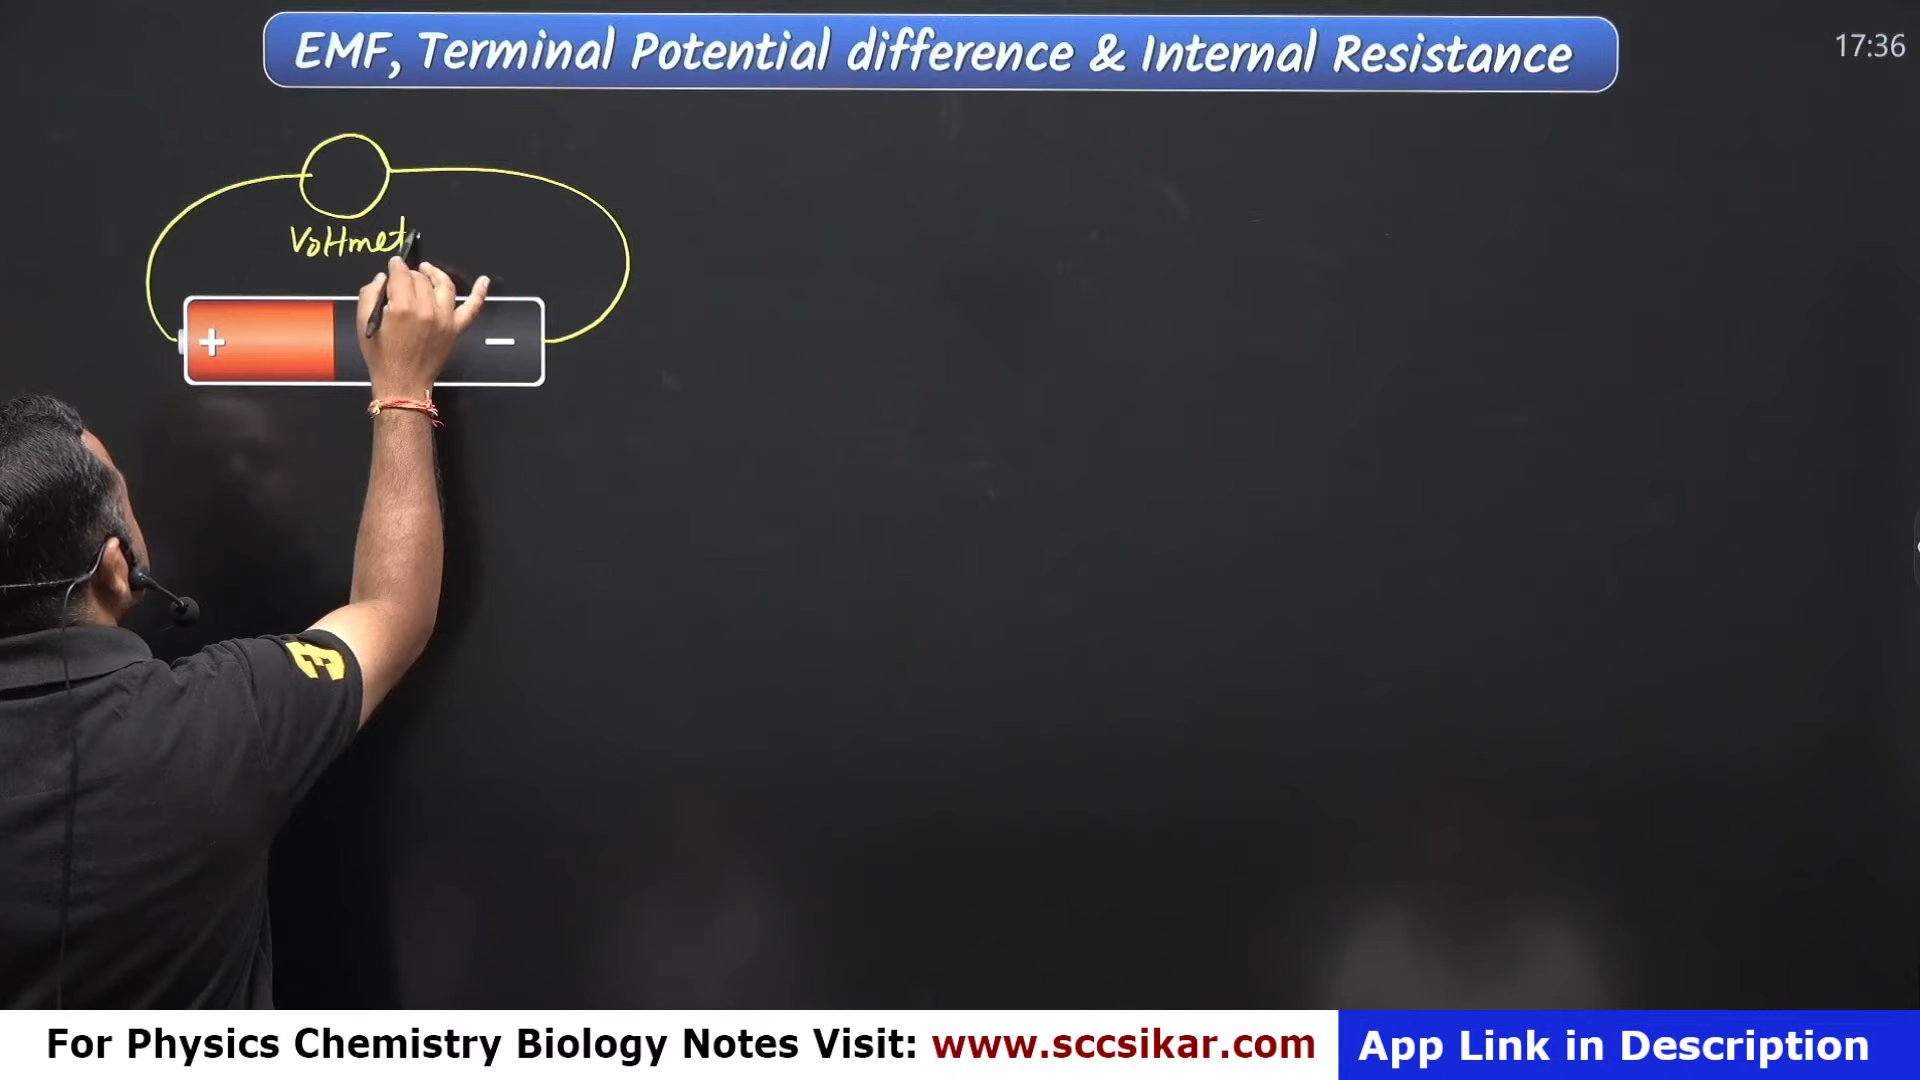 EMF, Terminal Potential difference & Internal Resistance
17:36
Voltmet
+ −
For Physics Chemistry Biology Notes Visit: www.sccsikar.com
App Link in Description